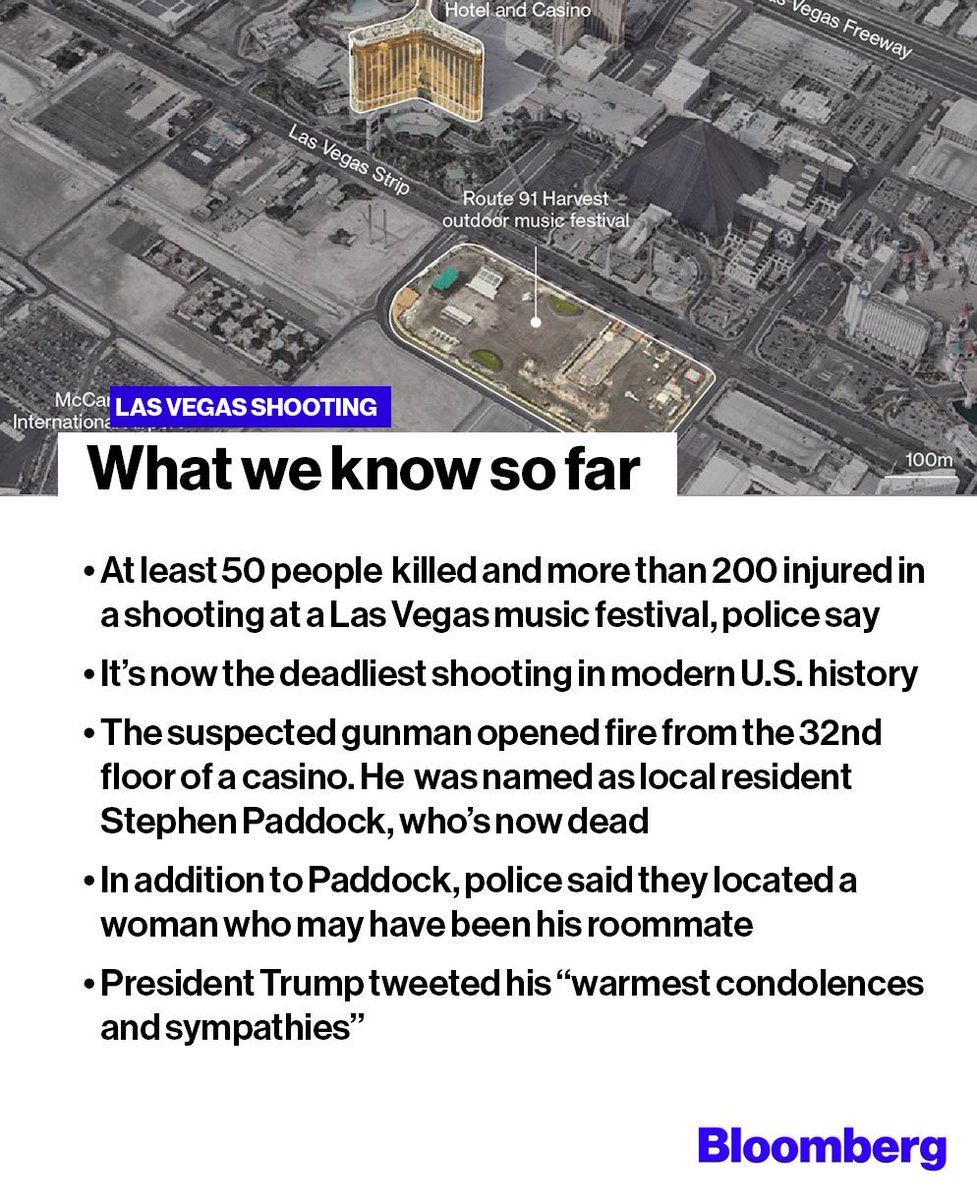 Hotel and Casino
Vegas Freeway
Las Vegas Strip
Route 91 Harvest
outdoor music festival
LAS VEGAS SHOOTING
What we know so far
100m
• At least 50 people killed and more than 200 injured in
a shooting at a Las Vegas music festival, police say
• It’s now the deadliest shooting in modern U.S. history
• The suspected gunman opened fire from the 32nd
floor of a casino. He was named as local resident
Stephen Paddock, who’s now dead
• In addition to Paddock, police said they located a
woman who may have been his roommate
• President Trump tweeted his “warmest condolences
and sympathies”
Bloomberg